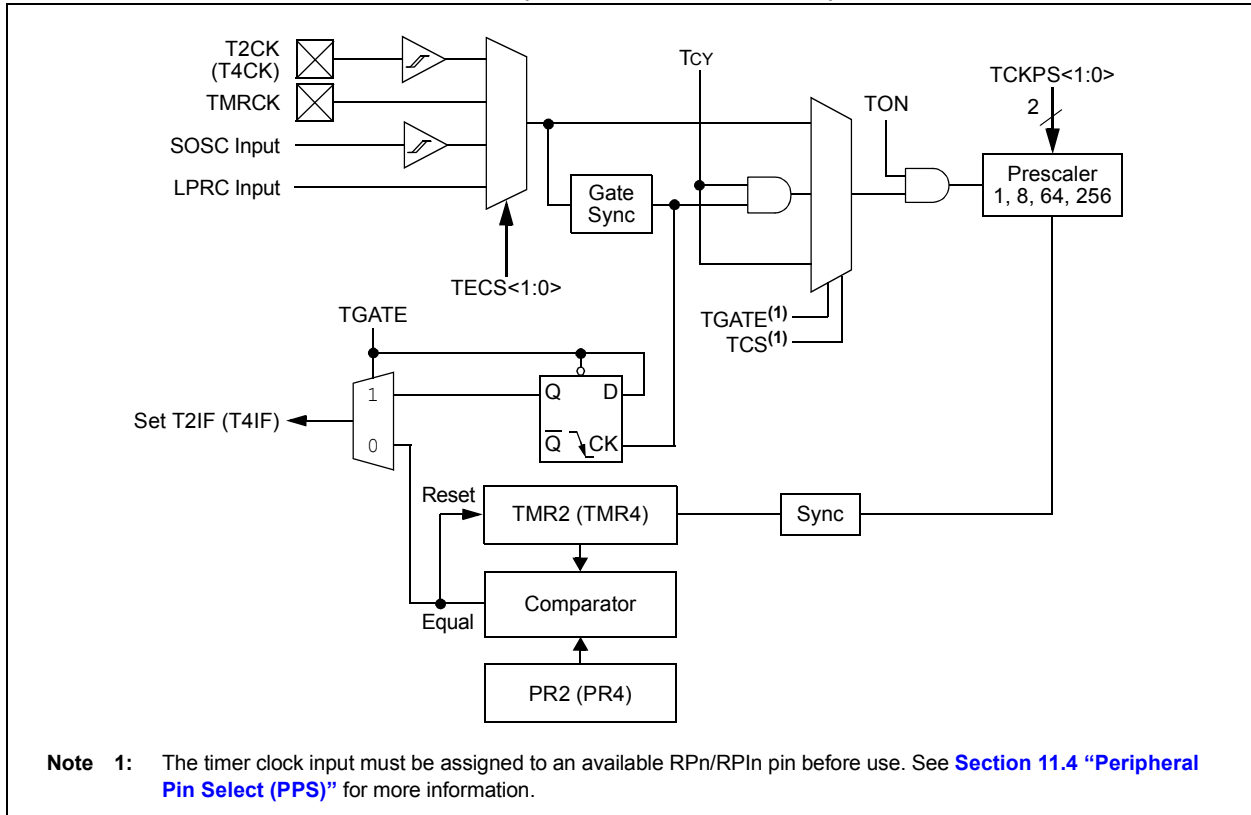 T2CK
(T4CK)
TMRCK
SOSC Input
LPRC Input
TECS<1:0>
Gate
Sync
TCY
TON
TCKPS<1:0>
2
Prescaler
1, 8, 64, 256
TGATE(1)
TCS(1)
TGATE
1
0
Set T2IF (T4IF)
Q D
Q CK
Reset
TMR2 (TMR4)
Sync
Comparator
Equal
PR2 (PR4)
Note 1: The timer clock input must be assigned to an available RPn/RPIn pin before use. See Section 11.4 “Peripheral
Pin Select (PPS)” for more information.